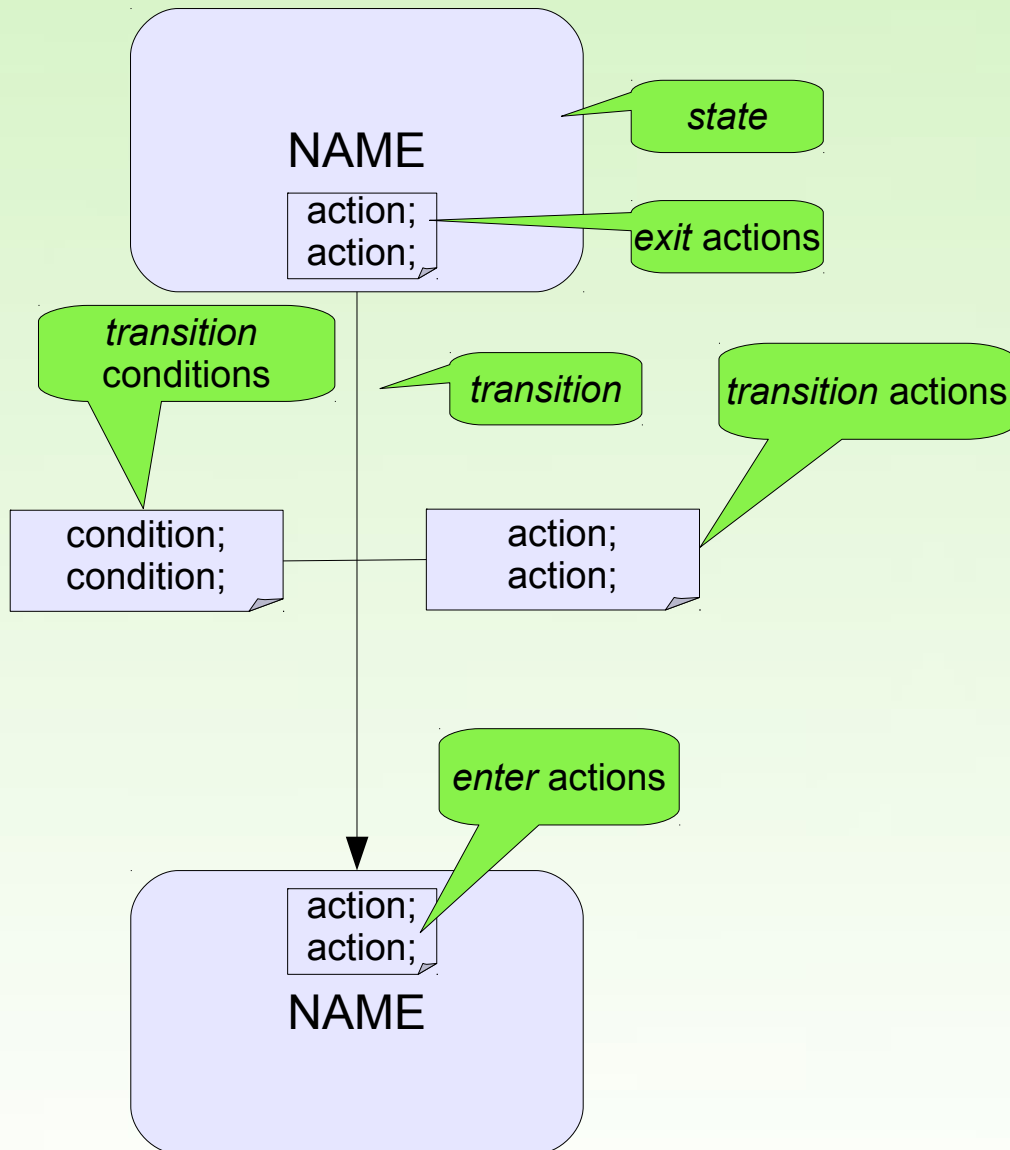 NAME
state
action;
action;
exit actions
transition
conditions
transition
transition actions
condition;
condition;
action;
action;
enter actions
action;
action;
NAME